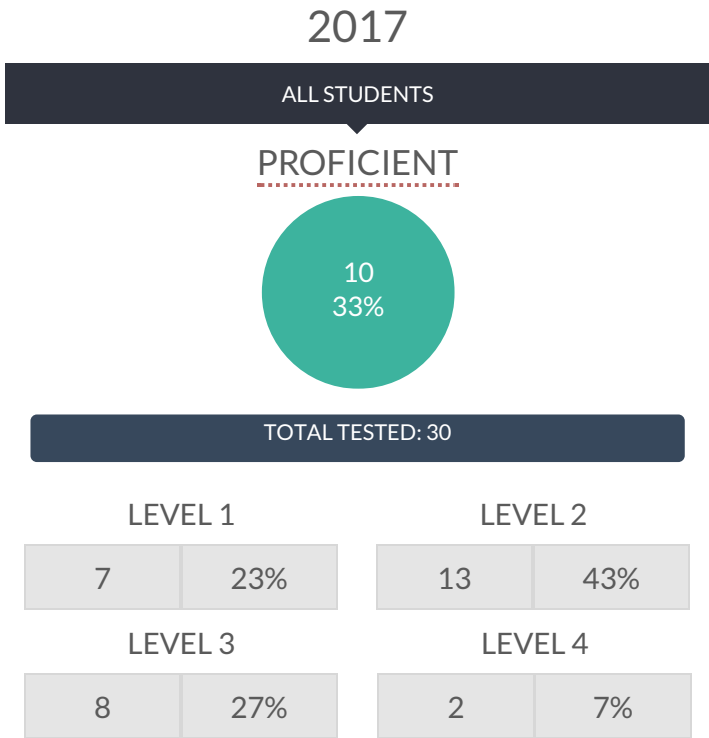 2017
ALL STUDENTS
PROFICIENT
10
33%
TOTAL TESTED: 30
LEVEL 1 LEVEL 2
7 23% 13 43%
LEVEL 3 LEVEL 4
8 27% 2 7%